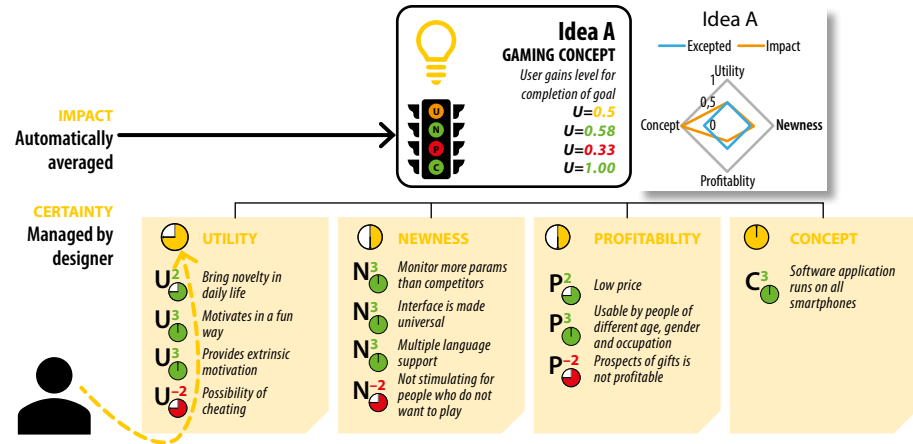 Idea A
GAMING CONCEPT
User gains level for
completion of goal
U=0.5
U=0.58
U=0.33
U=1.00
U
N
P
C
Idea A
Excepted
Impact
Utility
1
0,5
0
Concept
Newness
Profitablity
IMPACT
Automatically
averaged
CERTAINTY
Managed by
designer
UTILITY
U2
Bring novelty in
daily life
U3
Motivates in a fun
way
U3
Provides extrinsic
motivation
U–2
Possibility of
cheating
NEWNESS
N3
Monitor more params
than competitors
N3
Interface is made
universal
N3
Multiple language
support
N–2
Not stimulating for
people who do not
want to play
PROFITABILITY
P2
Low price
P3
Usable by people of
different age, gender
and occupation
P–2
Prospects of gifts is
not profitable
CONCEPT
C3
Software application
runs on all
smartphones